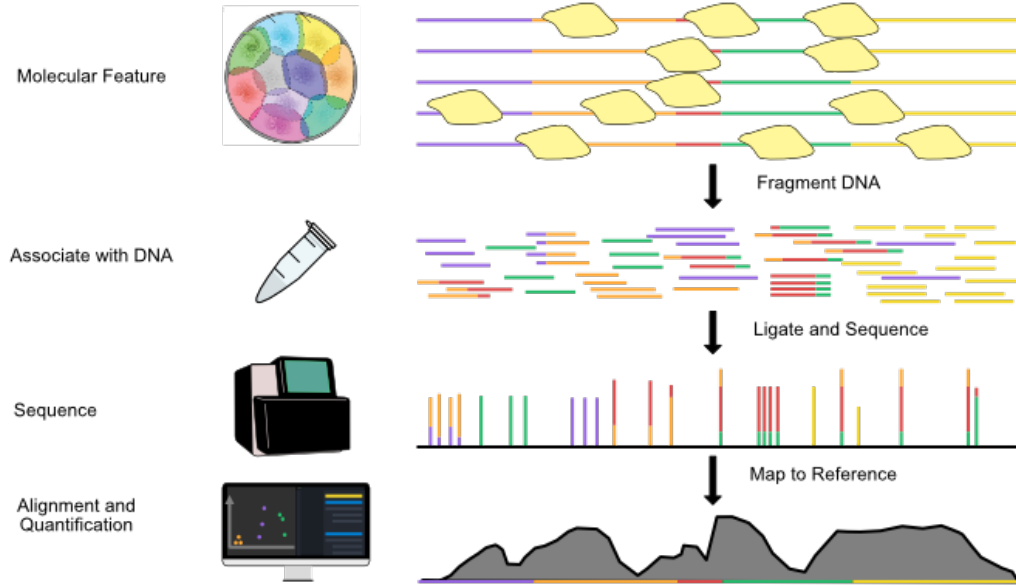 Molecular Feature
Fragment DNA
Associate with DNA
Ligate and Sequence
Sequence
Map to Reference
Alignment and
Quantification